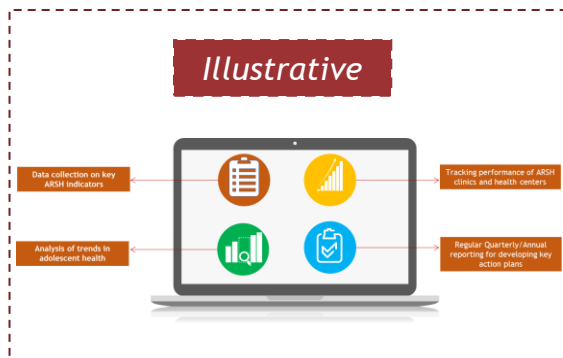 Illustrative
Data collection on key
ARSH indicators
Tracking performance of ARSH
clinics and health centers
Analysis of trends in
adolescent health
Regular Quarterly/Annual
reporting for developing key
action plans